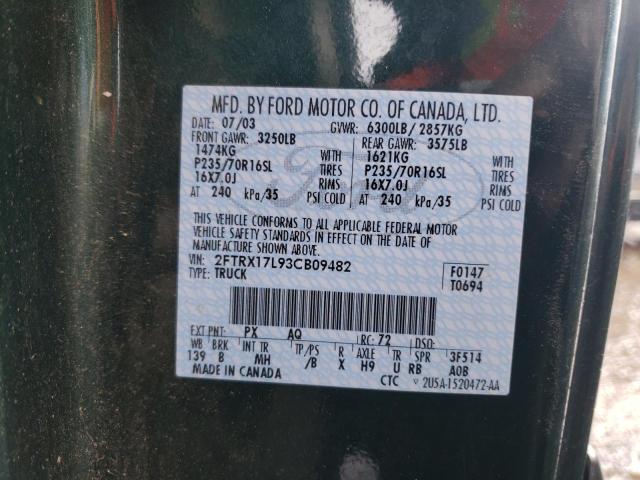 MFD. BY FORD MOTOR CO. OF CANADA, LTD.
DATE: 07/03 GVWR: 6300LB/ 2857KG
FRONT GAWR: 3250LB REAR GAWR: 3575LB
1474KG WITH 1621KG WITH
P235/70R16SL TIRES P235/70R16SL TIRES
16X7.0J RIMS 16X7.0J RIMS
AT 240 kPa/35 PSI COLD AT 240 kPa/35 PSI COLD
THIS VEHICLE CONFORMS TO ALL APPLICABLE FEDERAL MOTOR
VEHICLE SAFETY STANDARDS IN EFFECT ON THE DATE OF
MANUFACTURE SHOWN ABOVE.
VIN: 2FTRX17L93CB09482 F0147
TYPE: TRUCK T0694
EXT PNT: PX AQ RC: 72 DSO:
WB BRK INT TR TP/PS R AXLE TR SPR 3F514
139 B MH /B X H9 U RB A0B
MADE IN CANADA CTC 2U5A-1520472-AA